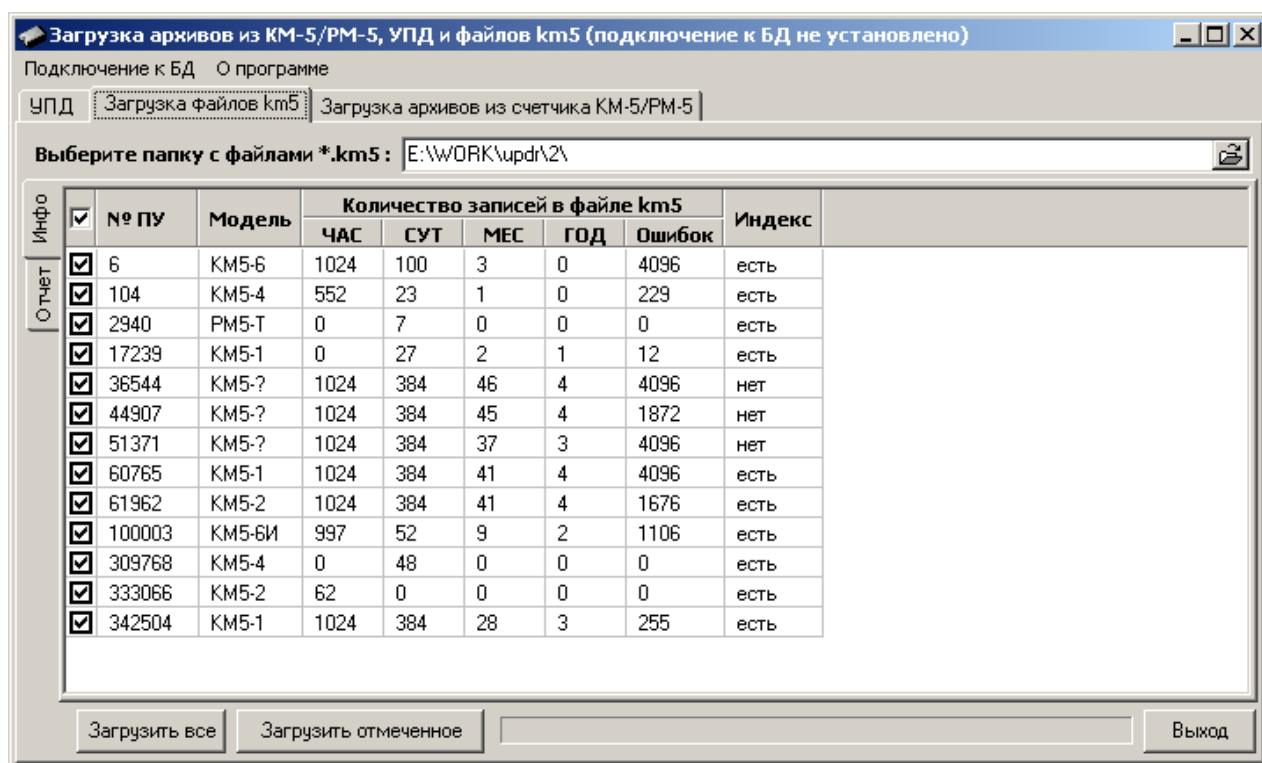 Загрузка архивов из КМ-5/РМ-5, УПД и файлов km5 (подключение к БД не установлено)
Подключение к БД О программе
УПД Загрузка файлов km5 Загрузка архивов из счетчика КМ-5/РМ-5
Выберите папку с файлами *.km5 : E:\WORK\updr\2\
Инфо
Отчет
№ ПУ Модель Количество записей в файле km5 Индекс
ЧАС СУТ МЕС ГОД Ошибок
6 КМ5-6 1024 100 3 0 4096 есть
104 КМ5-4 552 23 1 0 229 есть
2940 РМ5-Т 0 7 0 0 0 есть
17239 КМ5-1 0 27 2 1 12 есть
36544 КМ5-? 1024 384 46 4 4096 нет
44907 КМ5-? 1024 384 45 4 1872 нет
51371 КМ5-? 1024 384 37 3 4096 нет
60765 КМ5-1 1024 384 41 4 4096 есть
61962 КМ5-2 1024 384 41 4 1676 есть
100003 КМ5-6И 997 52 9 2 1106 есть
309768 КМ5-4 0 48 0 0 0 есть
333066 КМ5-2 62 0 0 0 0 есть
342504 КМ5-1 1024 384 28 3 255 есть
Загрузить все Загрузить отмеченное Выход